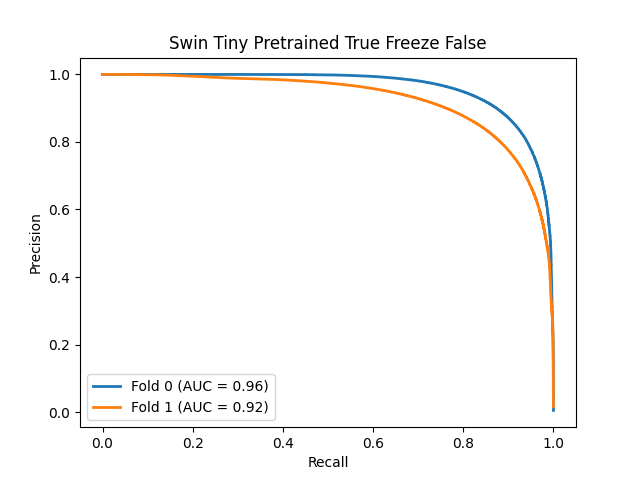 Swin Tiny Pretrained True Freeze False
1.0
0.8
0.6
0.4
0.2
0.0
Precision
Fold 0 (AUC = 0.96)
Fold 1 (AUC = 0.92)
0.0 0.2 0.4 0.6 0.8 1.0
Recall